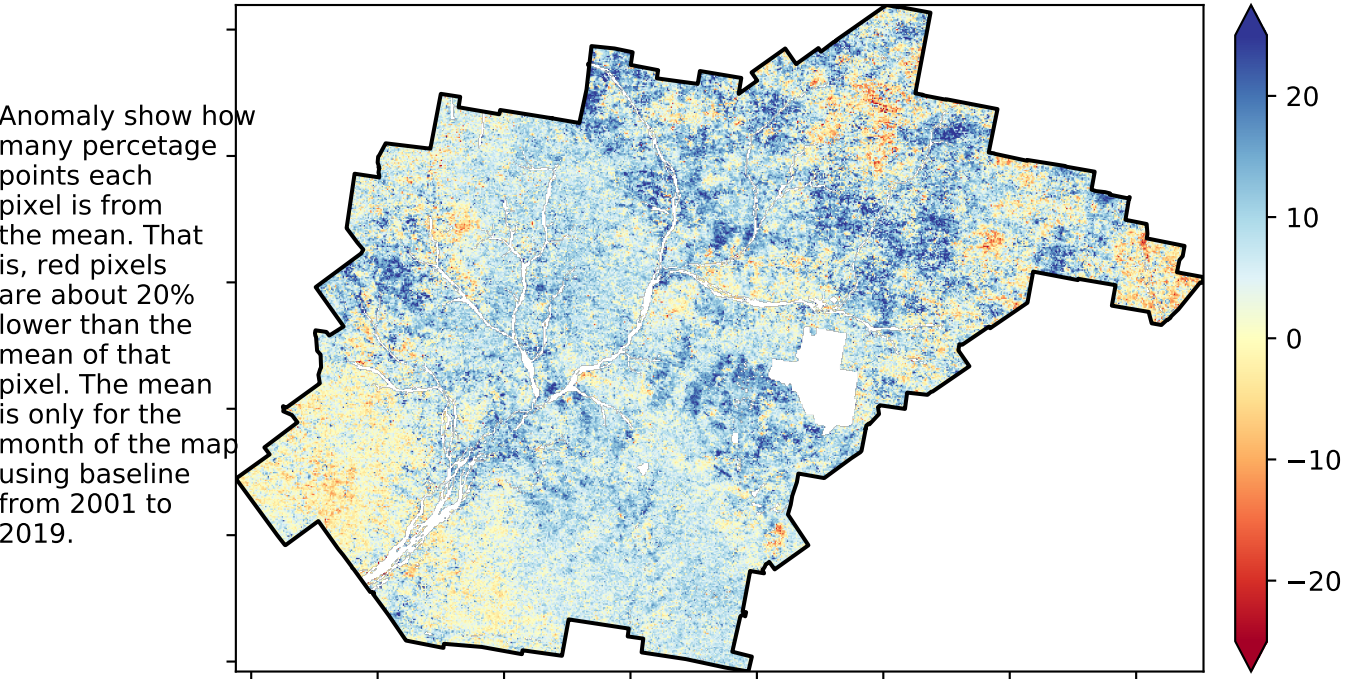 Anomaly show how
many percetage
points each
pixel is from
the mean. That
is, red pixels
are about 20%
lower than the
mean of that
pixel. The mean
is only for the
month of the map
using baseline
from 2001 to
2019.
20
10
0
−10
−20